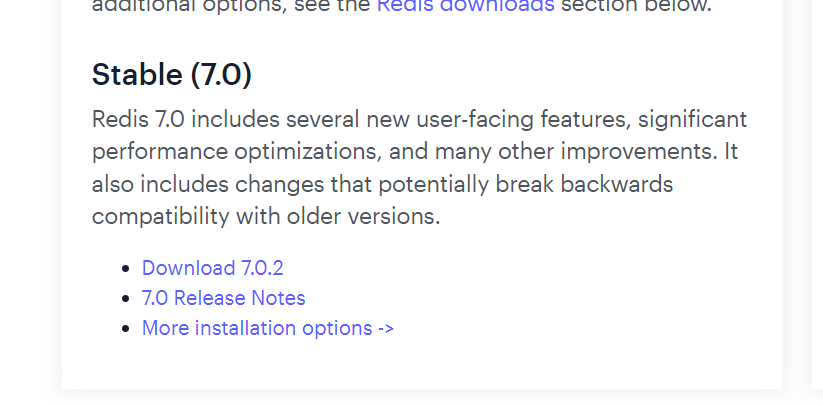 additional options, see the Redis downloads section below.
Stable (7.0)
Redis 7.0 includes several new user-facing features, significant
performance optimizations, and many other improvements. It
also includes changes that potentially break backwards
compatibility with older versions.
• Download 7.0.2
• 7.0 Release Notes
• More installation options ->